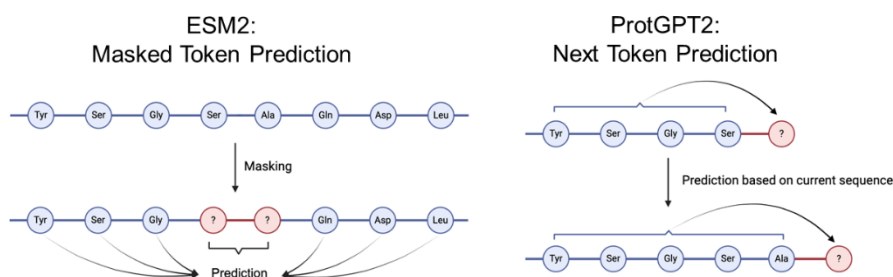 ESM2:
Masked Token Prediction
Tyr Ser Gly Ser Ala Gln Asp Leu
Masking
Tyr Ser Gly ? ? Gln Asp Leu
Prediction
ProtGPT2:
Next Token Prediction
Tyr Ser Gly Ser ?
Prediction based on current sequence
Tyr Ser Gly Ser Ala ?